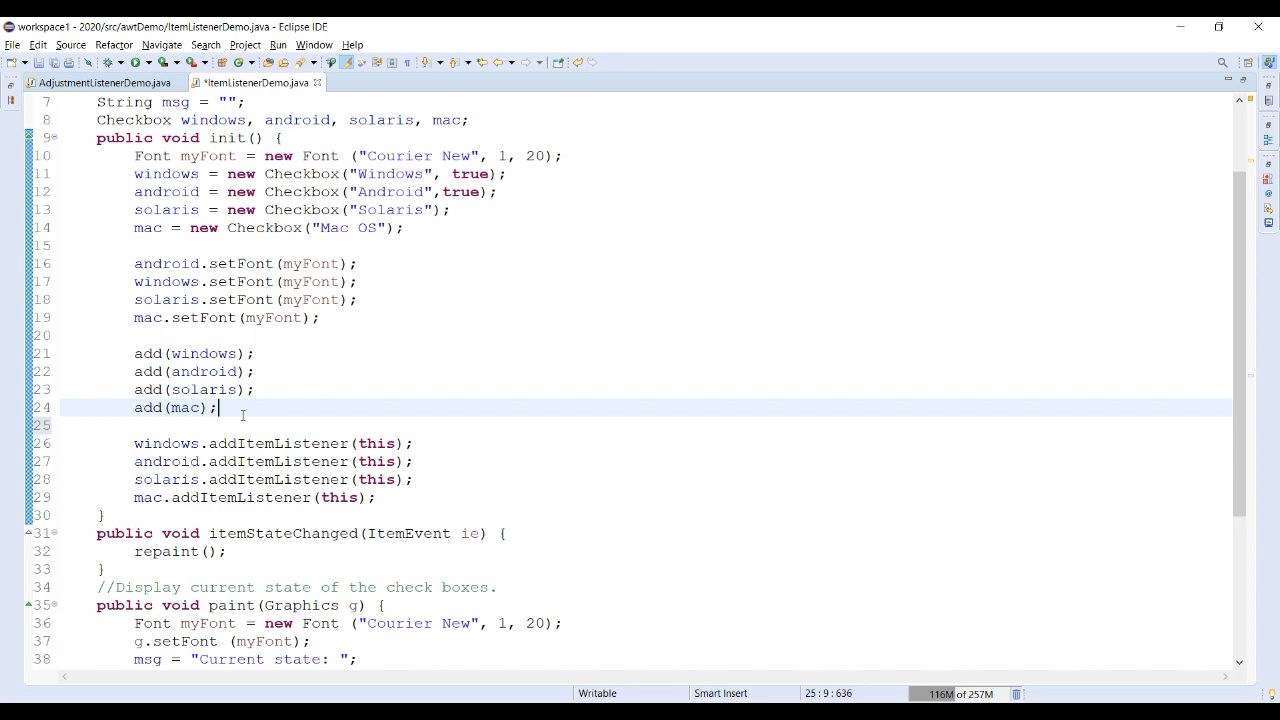 workspace1 - 2020/src/awtDemo/ItemListenerDemo.java - Eclipse IDE
File Edit Source Refactor Navigate Search Project Run Window Help
AdjustmentListenerDemo.java *ItemListenerDemo.java
7 String msg = "";
8 Checkbox windows, android, solaris, mac;
9 public void init() {
10 Font myFont = new Font ("Courier New", 1, 20);
11 windows = new Checkbox("Windows", true);
12 android = new Checkbox("Android",true);
13 solaris = new Checkbox("Solaris");
14 mac = new Checkbox("Mac OS");
15
16 android.setFont(myFont);
17 windows.setFont(myFont);
18 solaris.setFont(myFont);
19 mac.setFont(myFont);
20
21 add(windows);
22 add(android);
23 add(solaris);
24 add(mac);
25
26 windows.addItemListener(this);
27 android.addItemListener(this);
28 solaris.addItemListener(this);
29 mac.addItemListener(this);
30 }
31 public void itemStateChanged(ItemEvent ie) {
32 repaint();
33 }
34 //Display current state of the check boxes.
35 public void paint(Graphics g) {
36 Font myFont = new Font ("Courier New", 1, 20);
37 g.setFont (myFont);
38 msg = "Current state: ";
Writable Smart Insert 25 : 9 : 636 116M of 257M